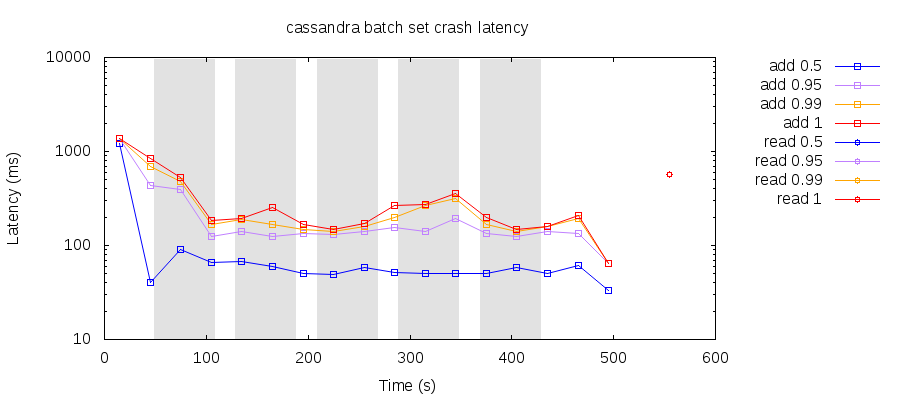 cassandra batch set crash latency
10000
1000
100
10
Latency (ms)
0 100 200 300 400 500 600
Time (s)
add 0.5
add 0.95
add 0.99
add 1
read 0.5
read 0.95
read 0.99
read 1